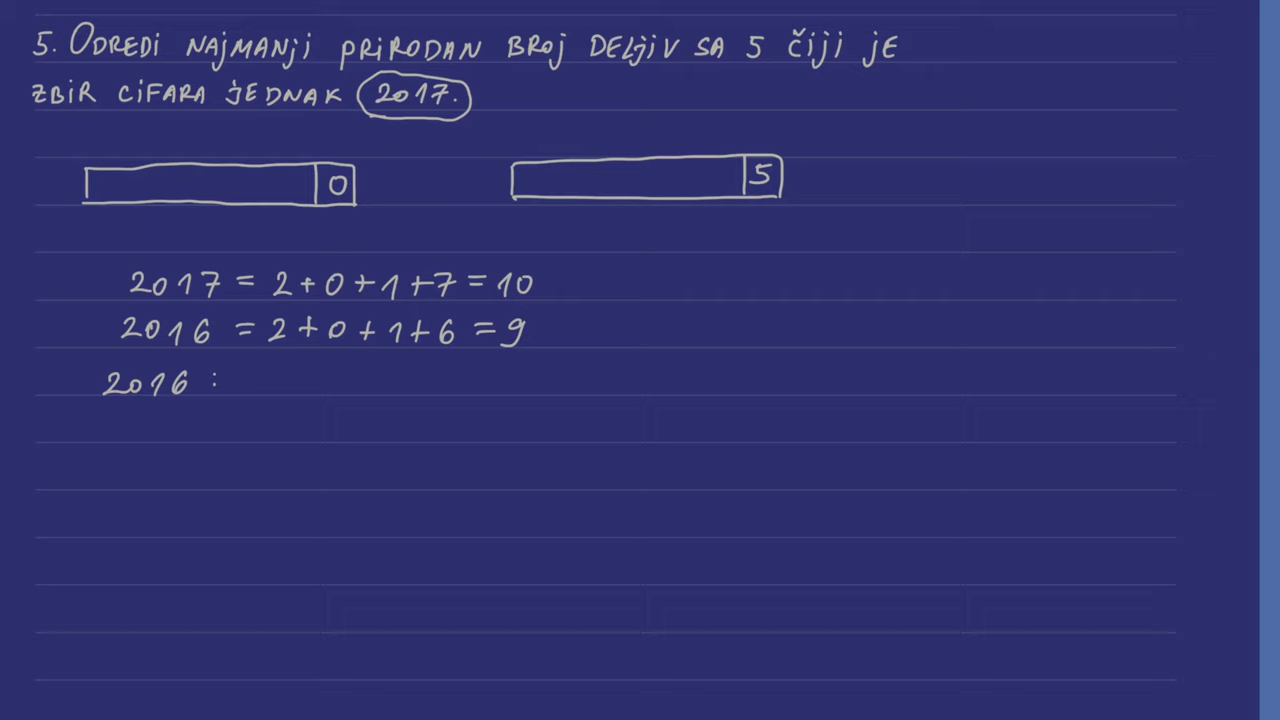 5. ODREDi NAjMANji PRiRODAN BROj DELjiV SA 5 čiji jE
ZBiR CiFARA jEDNAK 2017.
0
5
2017 = 2+0+1+7 = 10
2016 = 2+0+1+6 = 9
2016 :